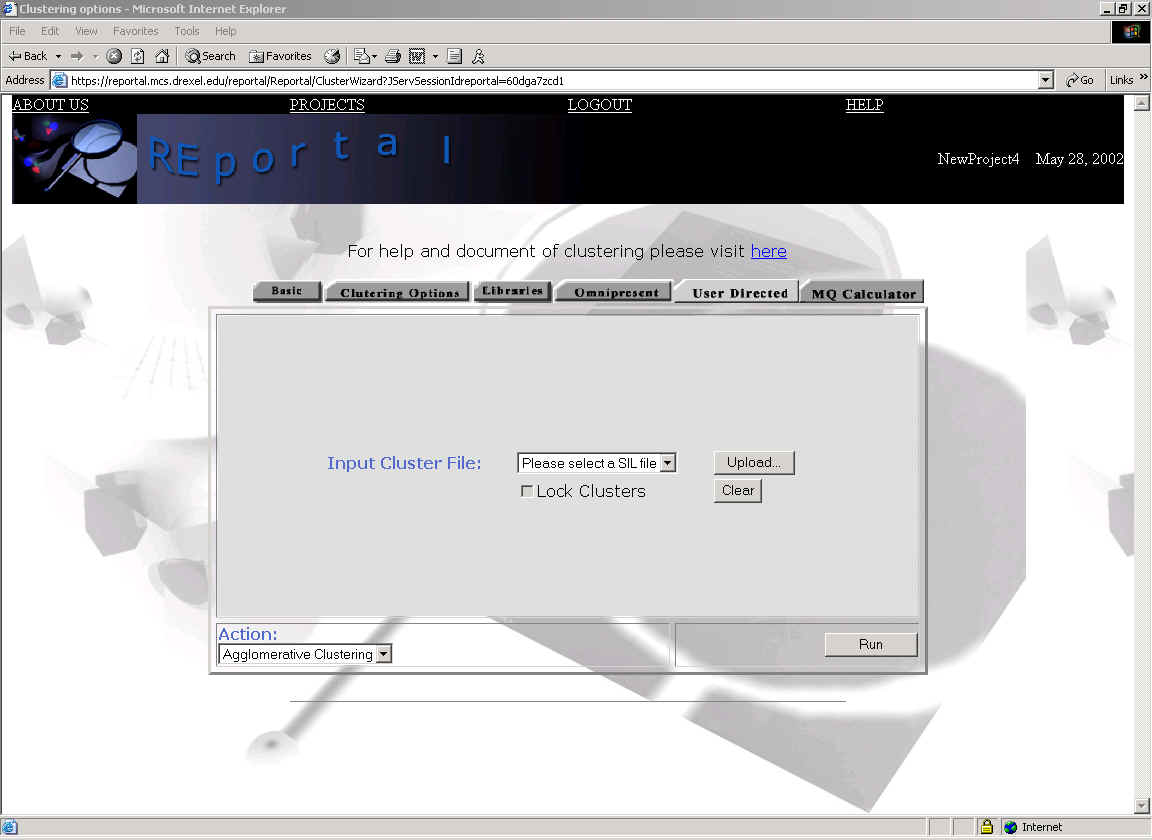 Clustering options - Microsoft Internet Explorer
File Edit View Favorites Tools Help
Back Search Favorites
Address https://reportal.mcs.drexel.edu/reportal/Reportal/ClusterWizard?JServSessionIdreportal=60dga7zcd1 Go Links »
ABOUT US PROJECTS LOGOUT HELP
REportal
NewProject4 May 28, 2002
For help and document of clustering please visit here
Basic Clutering Options Libraries Omnipresent User Directed MQ Calculator
Input Cluster File: Please select a SIL file Upload...
Lock Clusters Clear
Action:
Agglomerative Clustering Run
Internet